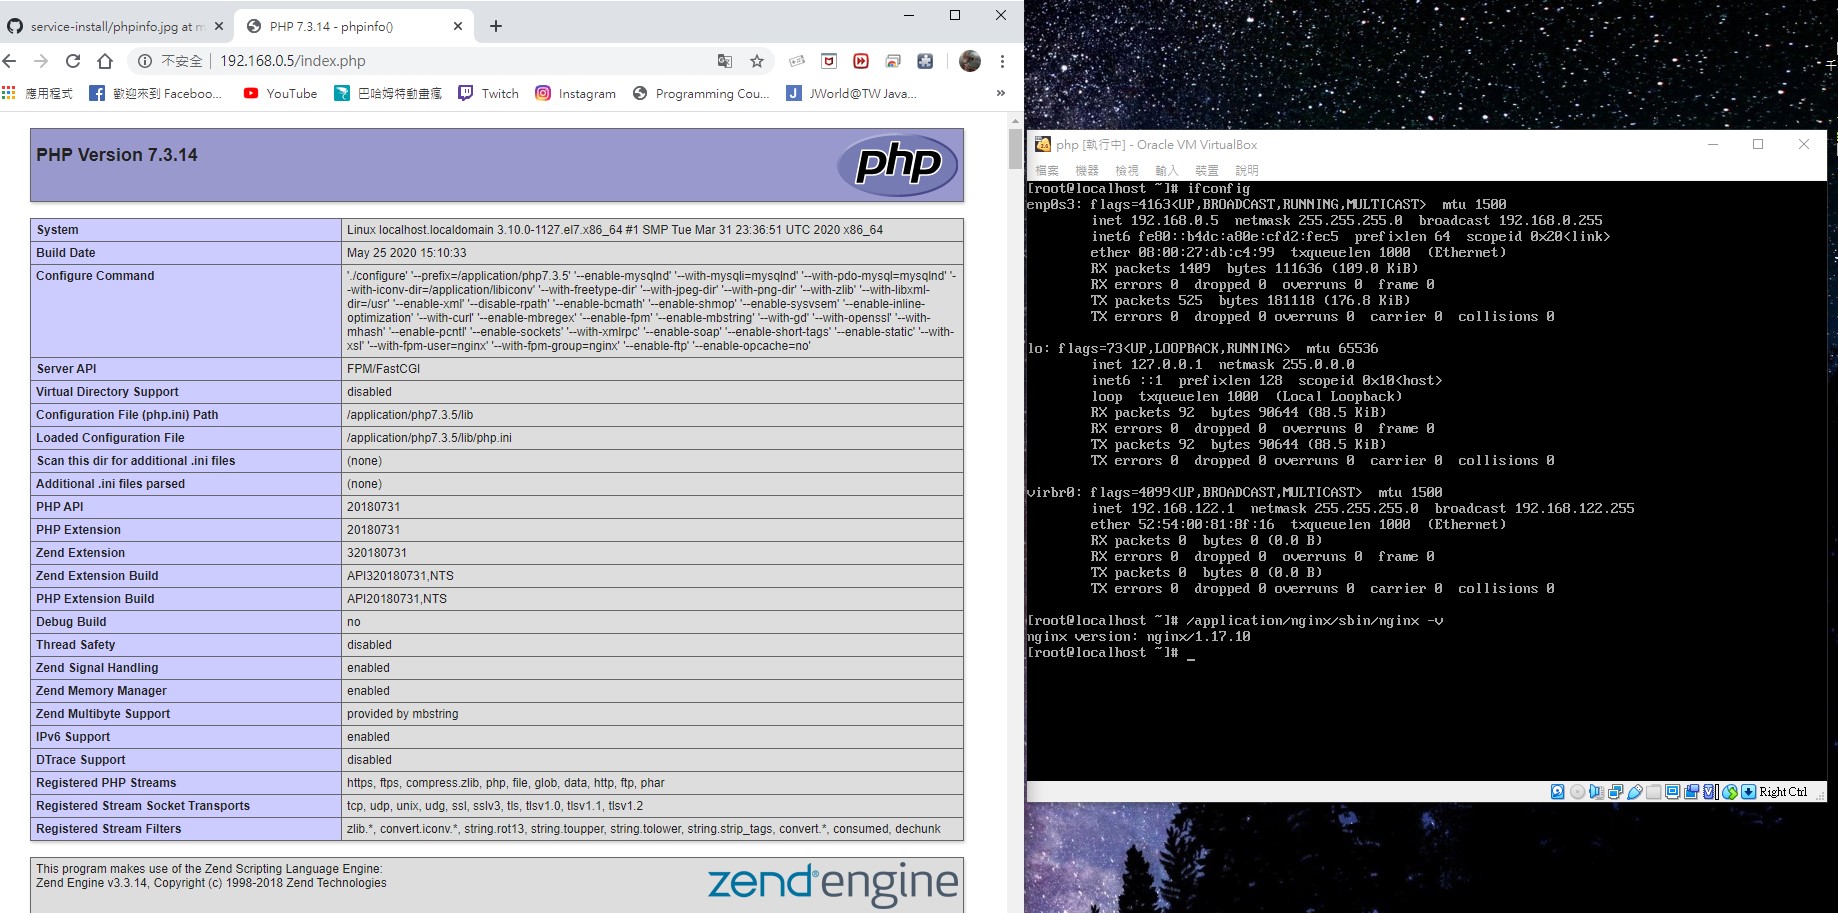 service-install/phpinfo.jpg at m
PHP 7.3.14 - phpinfo()
不安全
192.168.0.5/index.php
應用程式
歡迎來到 Faceboo...
YouTube
巴哈姆特動畫瘋
Twitch
Instagram
Programming Cou...
JWorld@TW Java...
»
PHP Version 7.3.14
php
System
Linux localhost.localdomain 3.10.0-1127.el7.x86_64 #1 SMP Tue Mar 31 23:36:51 UTC 2020 x86_64
Build Date
May 25 2020 15:10:33
Configure Command
'./configure' '--prefix=/application/php7.3.5' '--enable-mysqlnd' '--with-mysqli=mysqlnd' '--with-pdo-mysql=mysqlnd' '-
-with-iconv-dir=/application/libiconv' '--with-freetype-dir' '--with-jpeg-dir' '--with-png-dir' '--with-zlib' '--with-libxml-
dir=/usr' '--enable-xml' '--disable-rpath' '--enable-bcmath' '--enable-shmop' '--enable-sysvsem' '--enable-inline-
optimization' '--with-curl' '--enable-mbregex' '--enable-fpm' '--enable-mbstring' '--with-gd' '--with-openssl' '--with-
mhash' '--enable-pcntl' '--enable-sockets' '--with-xmlrpc' '--enable-soap' '--enable-short-tags' '--enable-static' '--with-
xsl' '--with-fpm-user=nginx' '--with-fpm-group=nginx' '--enable-ftp' '--enable-opcache=no'
Server API
FPM/FastCGI
Virtual Directory Support
disabled
Configuration File (php.ini) Path
/application/php7.3.5/lib
Loaded Configuration File
/application/php7.3.5/lib/php.ini
Scan this dir for additional .ini files
(none)
Additional .ini files parsed
(none)
PHP API
20180731
PHP Extension
20180731
Zend Extension
320180731
Zend Extension Build
API320180731,NTS
PHP Extension Build
API20180731,NTS
Debug Build
no
Thread Safety
disabled
Zend Signal Handling
enabled
Zend Memory Manager
enabled
Zend Multibyte Support
provided by mbstring
IPv6 Support
enabled
DTrace Support
disabled
Registered PHP Streams
https, ftps, compress.zlib, php, file, glob, data, http, ftp, phar
Registered Stream Socket Transports
tcp, udp, unix, udg, ssl, sslv3, tls, tlsv1.0, tlsv1.1, tlsv1.2
Registered Stream Filters
zlib.*, convert.iconv.*, string.rot13, string.toupper, string.tolower, string.strip_tags, convert.*, consumed, dechunk
This program makes use of the Zend Scripting Language Engine:
Zend Engine v3.3.14, Copyright (c) 1998-2018 Zend Technologies
zend engine
php [執行中] - Oracle VM VirtualBox
檔案 機器 檢視 輸入 裝置 說明
[root@localhost ~]# ifconfig
enp0s3: flags=4163<UP,BROADCAST,RUNNING,MULTICAST>  mtu 1500
inet 192.168.0.5  netmask 255.255.255.0  broadcast 192.168.0.255
inet6 fe80::b4dc:a80e:cfd2:fec5  prefixlen 64  scopeid 0x20<link>
ether 08:00:27:db:c4:99  txqueuelen 1000  (Ethernet)
RX packets 1409  bytes 111636 (109.0 KiB)
RX errors 0  dropped 0  overruns 0  frame 0
TX packets 525  bytes 181118 (176.8 KiB)
TX errors 0  dropped 0 overruns 0  carrier 0  collisions 0
lo: flags=73<UP,LOOPBACK,RUNNING>  mtu 65536
inet 127.0.0.1  netmask 255.0.0.0
inet6 ::1  prefixlen 128  scopeid 0x10<host>
loop  txqueuelen 1000  (Local Loopback)
RX packets 92  bytes 90644 (88.5 KiB)
RX errors 0  dropped 0  overruns 0  frame 0
TX packets 92  bytes 90644 (88.5 KiB)
TX errors 0  dropped 0 overruns 0  carrier 0  collisions 0
virbr0: flags=4099<UP,BROADCAST,MULTICAST>  mtu 1500
inet 192.168.122.1  netmask 255.255.255.0  broadcast 192.168.122.255
ether 52:54:00:81:8f:16  txqueuelen 1000  (Ethernet)
RX packets 0  bytes 0 (0.0 B)
RX errors 0  dropped 0  overruns 0  frame 0
TX packets 0  bytes 0 (0.0 B)
TX errors 0  dropped 0 overruns 0  carrier 0  collisions 0
[root@localhost ~]# /application/nginx/sbin/nginx -v
nginx version: nginx/1.17.10
[root@localhost ~]# _
Right Ctrl